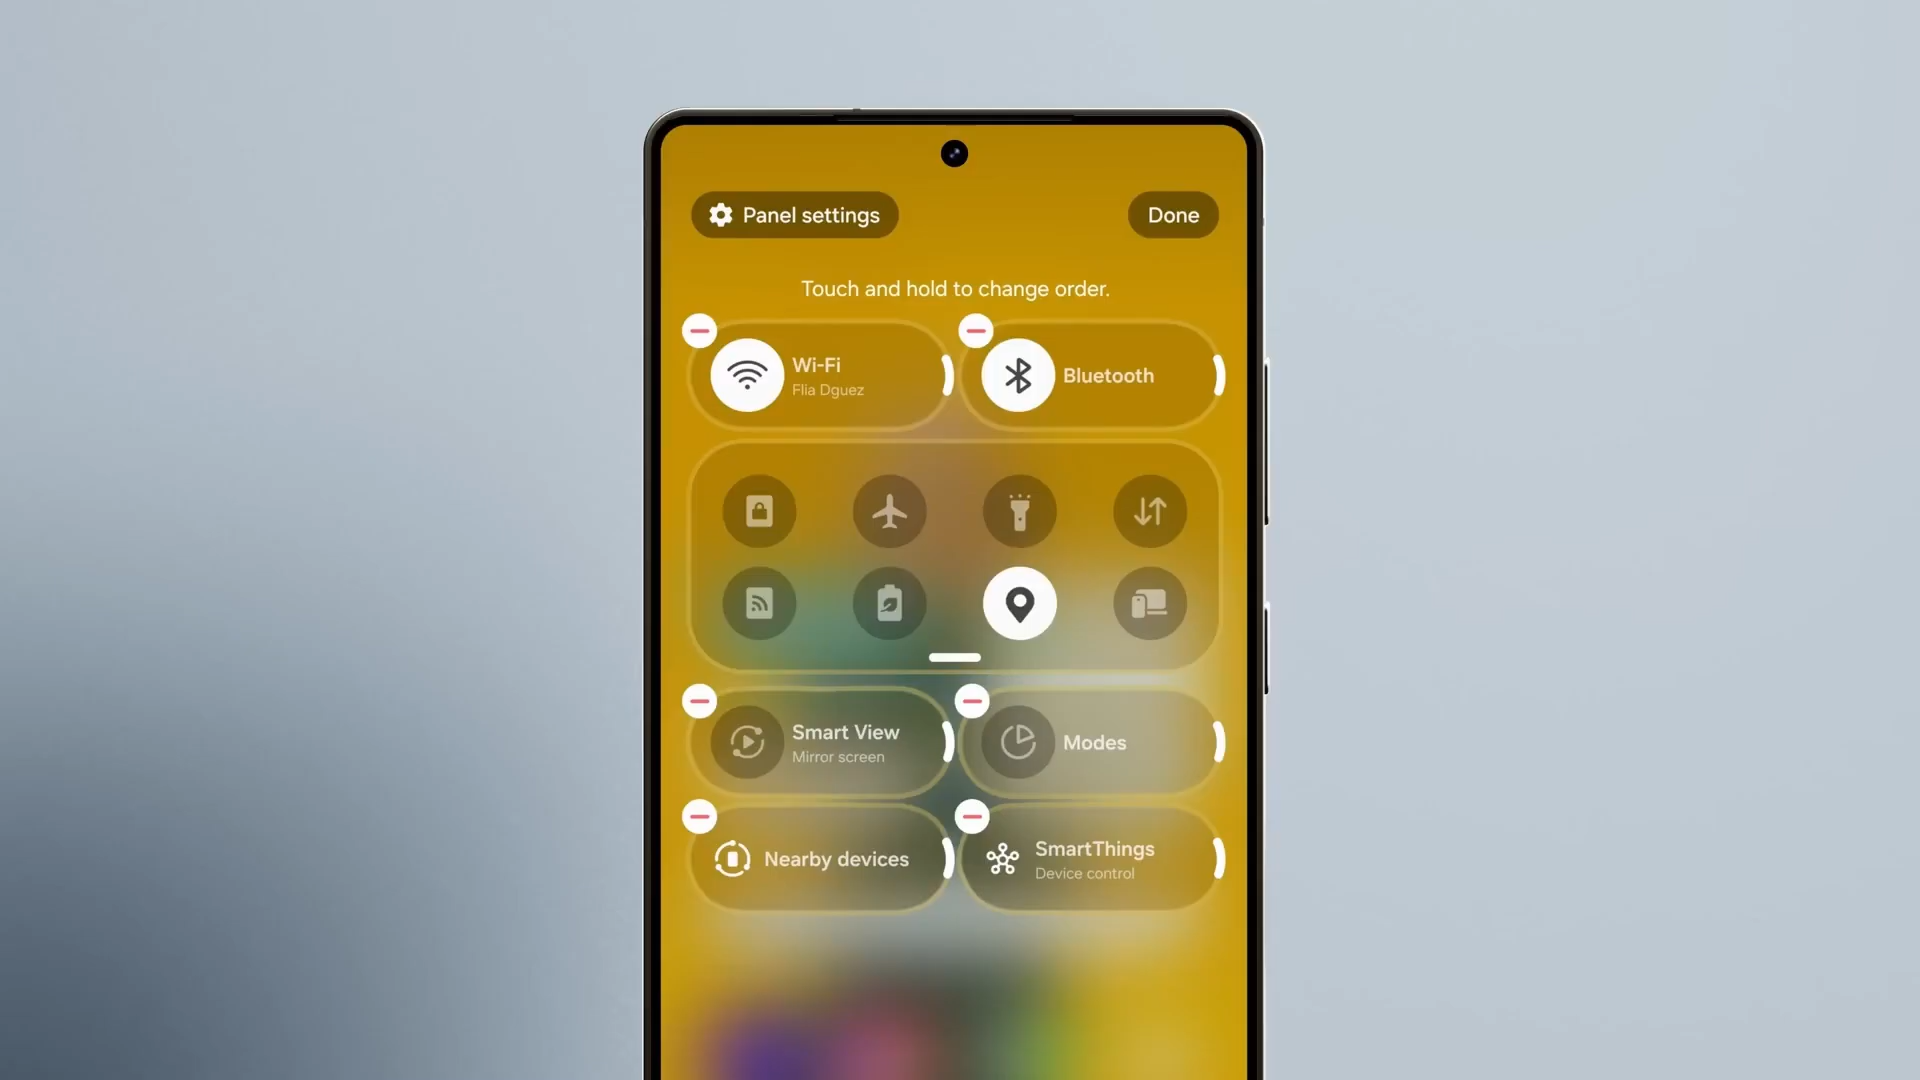 Panel settings
Done
Touch and hold to change order.
Wi-Fi
Flia Dguez
Bluetooth
Smart View
Mirror screen
Modes
Nearby devices
SmartThings
Device control